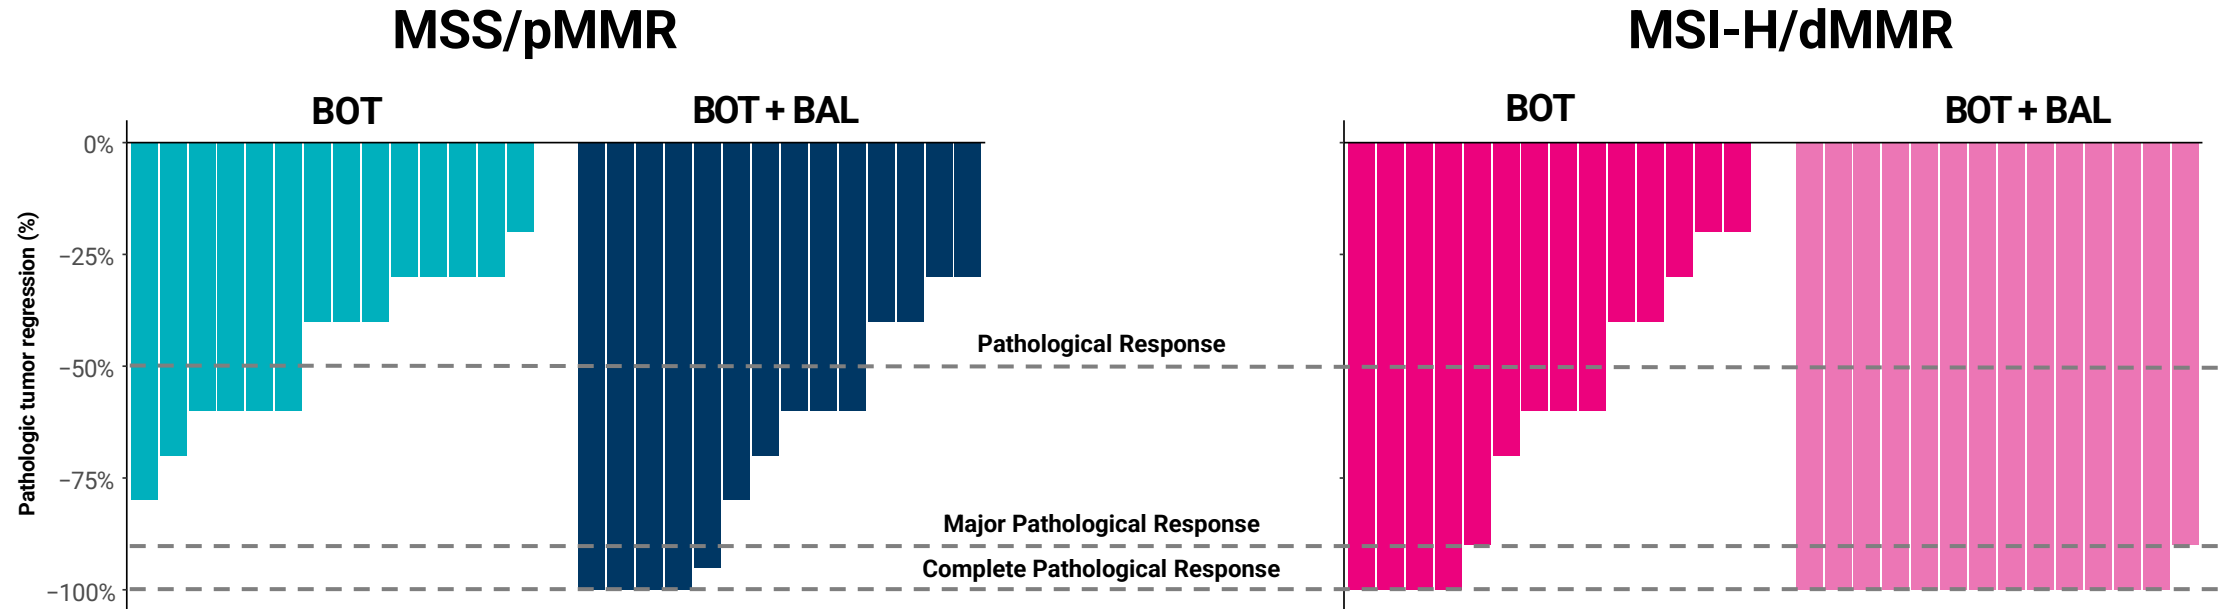 MSS/pMMR
MSI-H/dMMR
BOT
BOT + BAL
BOT
BOT + BAL
Pathologic tumor regression (%)
0%
−25%
−50%
−75%
−100%
Pathological Response
Major Pathological Response
Complete Pathological Response